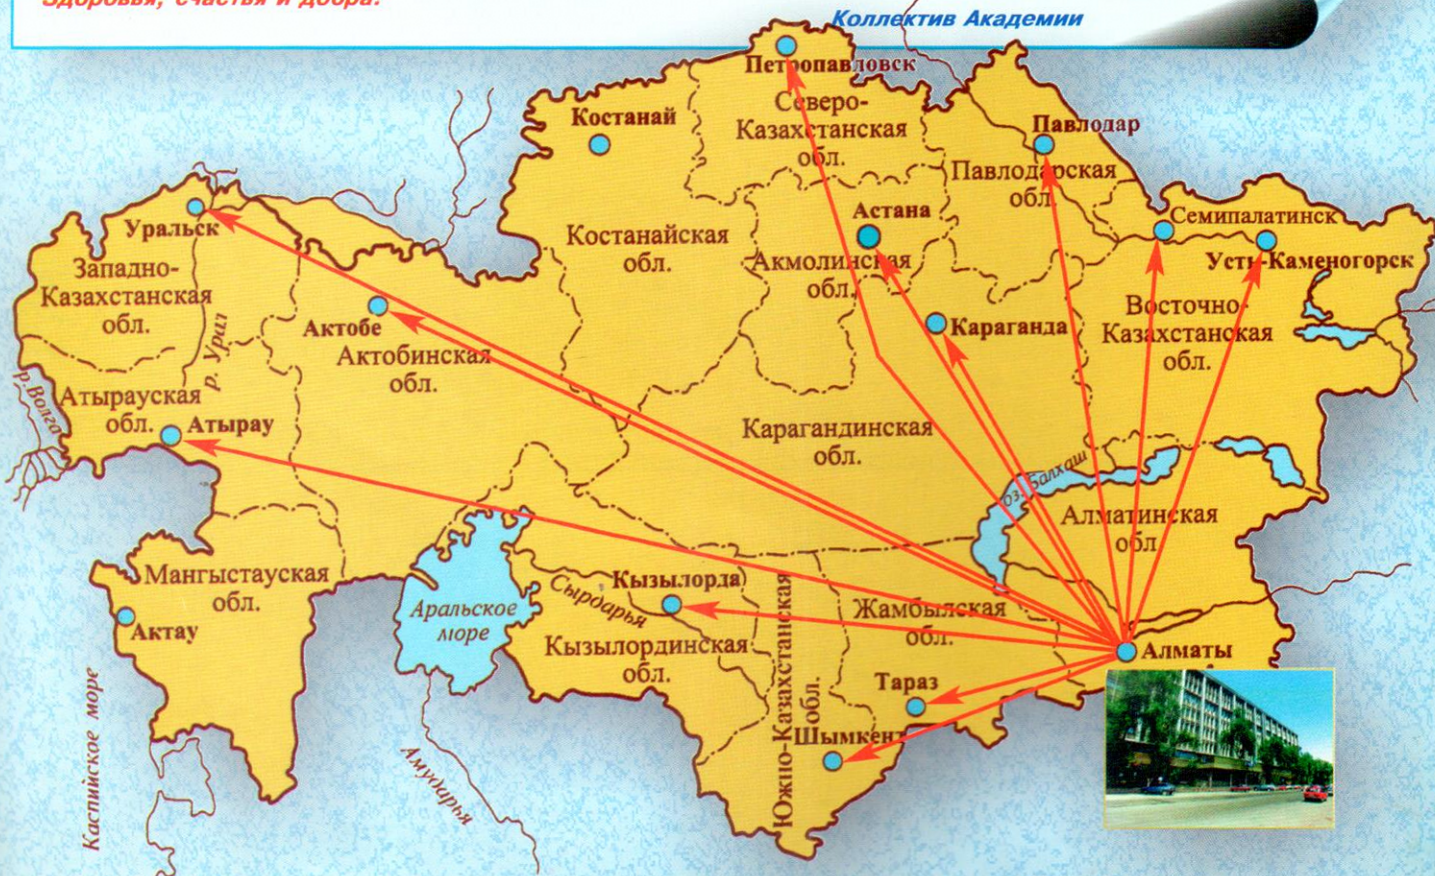 Здоровья, счастья и добра!
Коллектив Академии
Петропавловск
Северо-
Казахстанская
обл.
Костанай
Павлодар
Павлодарская
обл.
Астана
Семипалатинск
Уральск
Костанайская
обл.
Акмолинская
обл.
Усть-Каменогорск
Западно-
Казахстанская
обл.
р. Урал
Актобе
Актобинская
обл.
Караганда
Восточно-
Казахстанская
обл.
р.Волга
Атырауская
обл.
Атырау
Карагандинская
обл.
оз. Балхаш
Алматинская
обл
Мангыстауская
обл.
Актау
Аральское
море
Сырдарья
Кызылорда
Кызылординская
обл.
Южно-Казахстанская
обл.
Жамбылская
обл.
Алматы
Тараз
Шымкент
Каспийское море
Амударья